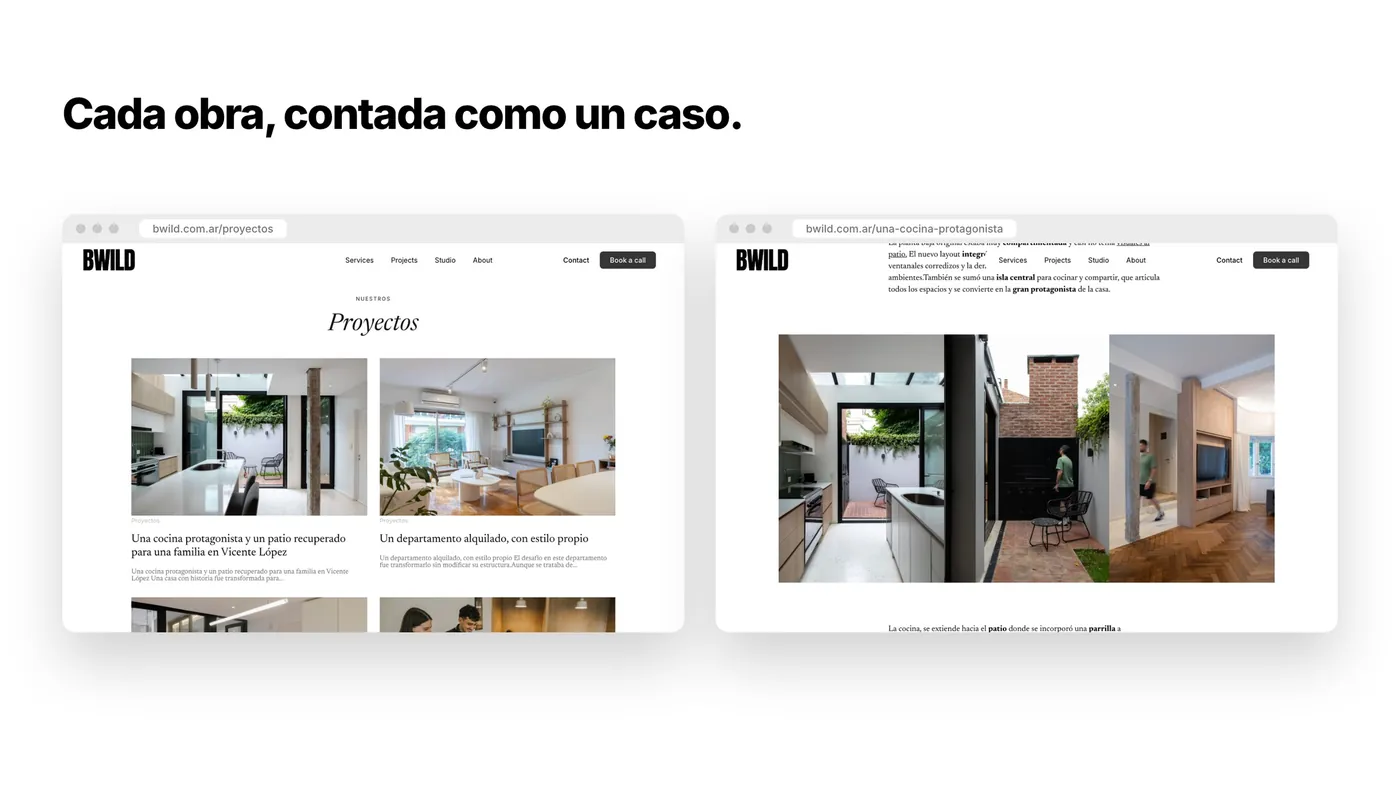 Cada obra, contada como un caso.
bwild.com.ar/proyectos
BWILD
Services Projects Studio About
Contact Book a call
NUESTROS
Proyectos
Proyectos
Una cocina protagonista y un patio recuperado
para una familia en Vicente López
Una cocina protagonista y un patio recuperado para una familia en Vicente
López Una casa con historia fue transformada para...
Proyectos
Un departamento alquilado, con estilo propio
Un departamento alquilado, con estilo propio El desafío en este departamento
fue transformarlo sin modificar su estructura.Aunque se trataba de...
bwild.com.ar/una-cocina-protagonista
BWILD
Services Projects Studio About
Contact Book a call
patio. El nuevo layout
ventanales corredizos y la
ambientes.También se sumó una isla central para cocinar y compartir, que articula
todos los espacios y se convierte en la gran protagonista de la casa.
La cocina, se extiende hacia el patio donde se incorporó una parrilla a